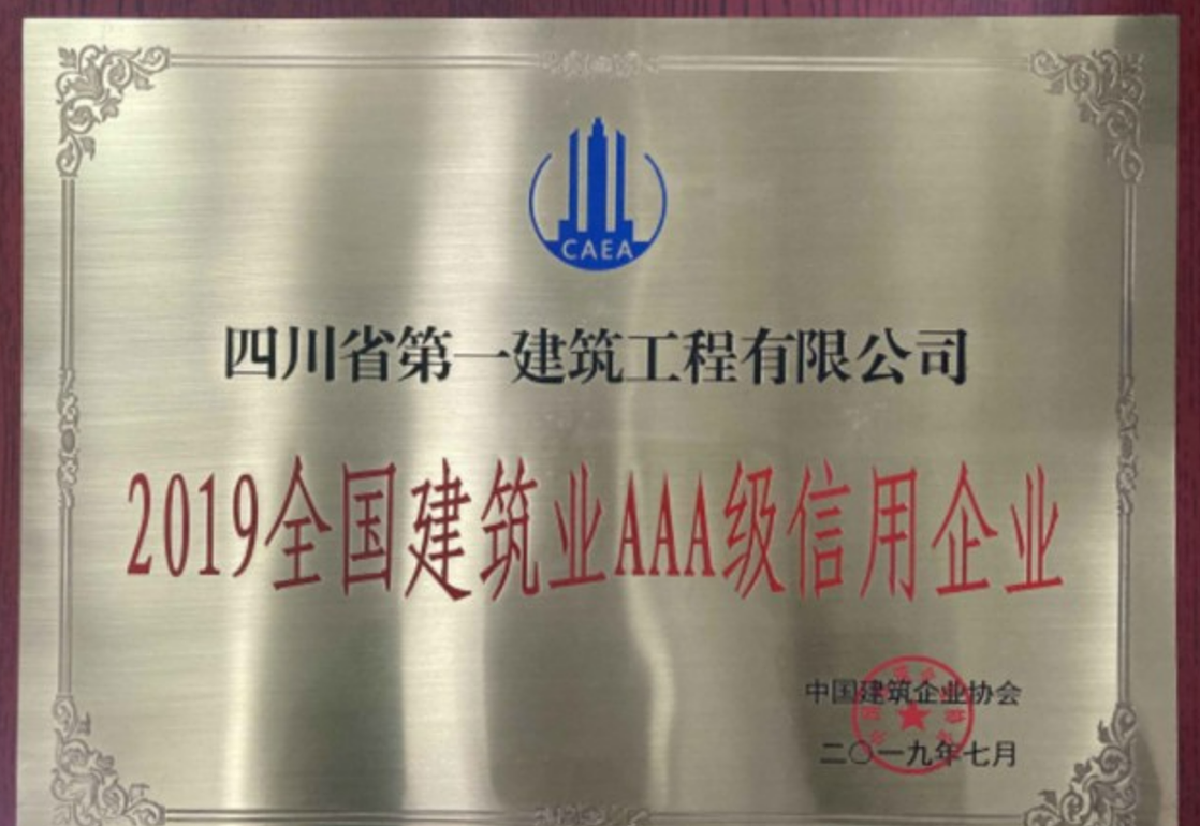 CAEA
四川省第一建筑工程有限公司
2019全国建筑业AAA级信用企业
中国建筑企业协会
二〇一九年七月